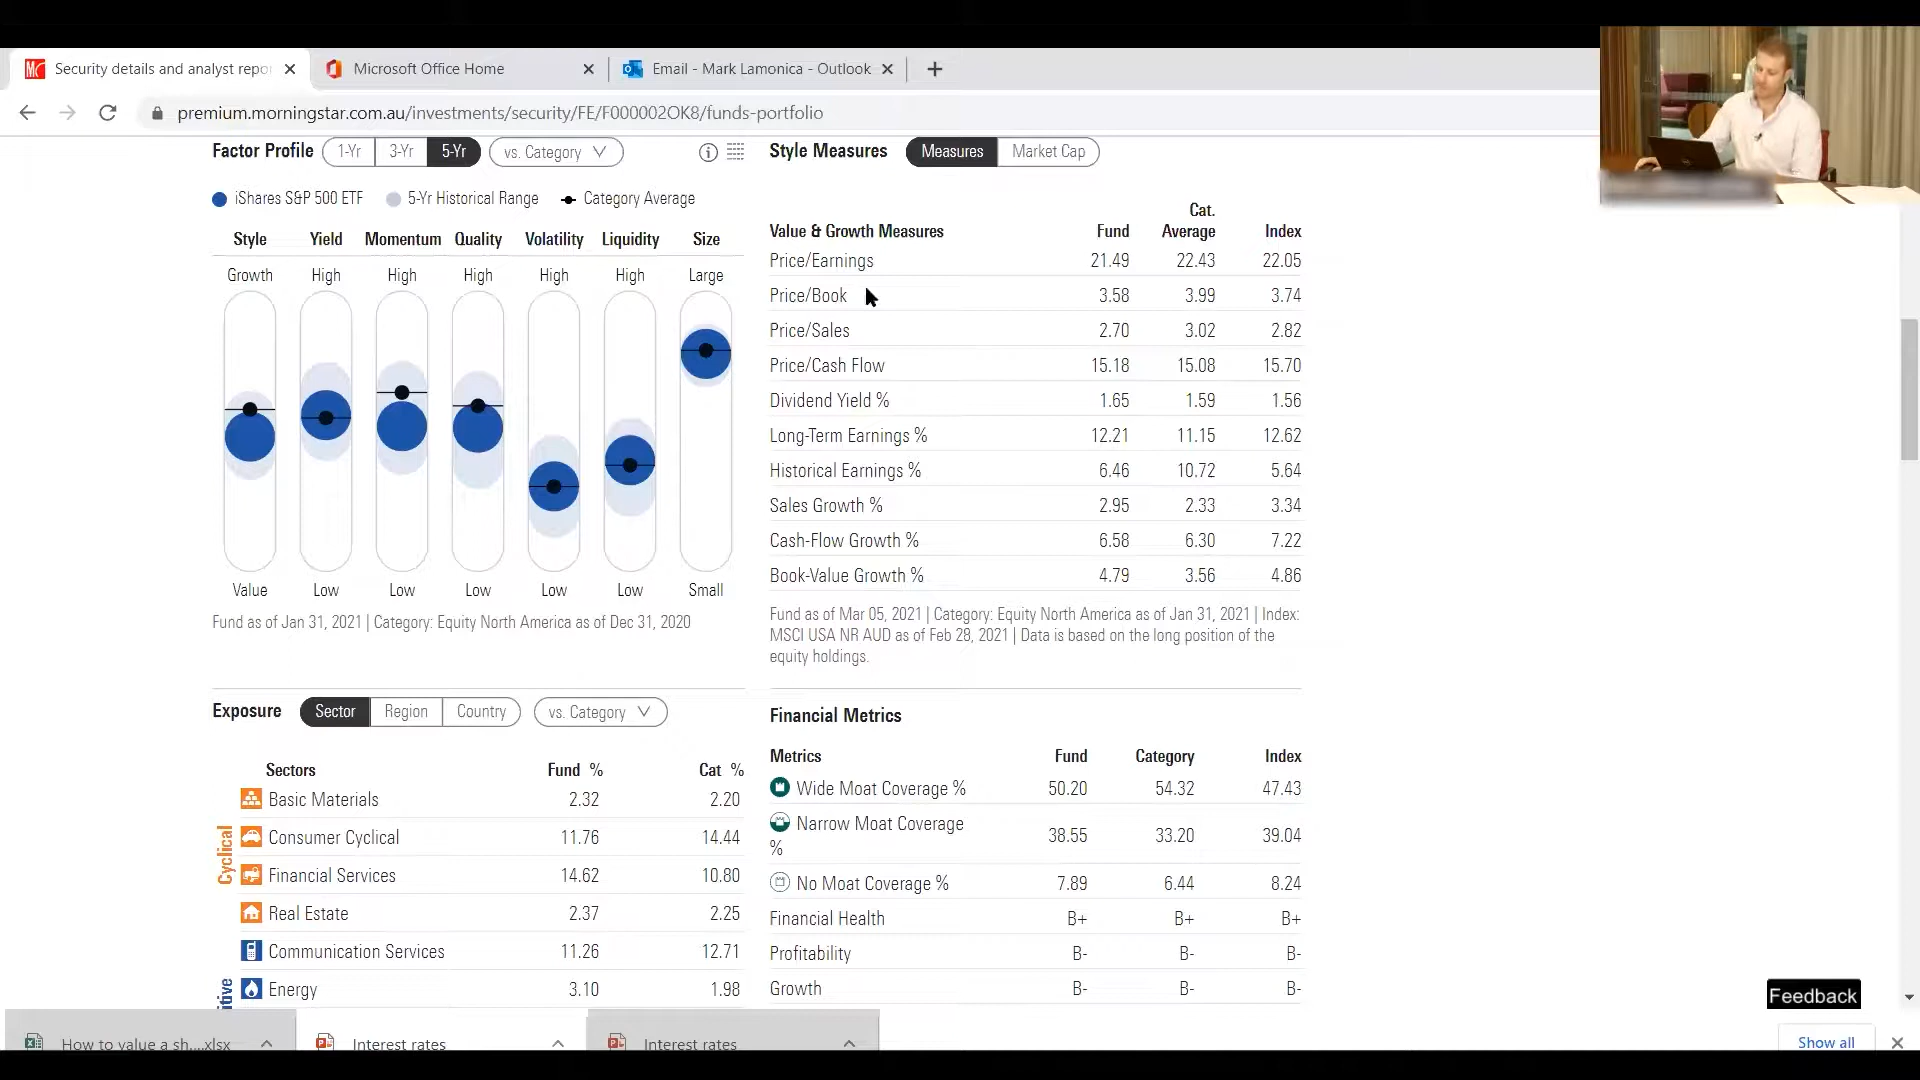 Security details and analyst repo
Microsoft Office Home
Email - Mark Lamonica - Outlook
premium.morningstar.com.au/investments/security/FE/F000002OK8/funds-portfolio
Factor Profile 1-Yr 3-Yr 5-Yr vs. Category
iShares S&P 500 ETF 5-Yr Historical Range Category Average
Style Yield Momentum Quality Volatility Liquidity Size
Growth High High High High High Large
Value Low Low Low Low Low Small
Fund as of Jan 31, 2021 | Category: Equity North America as of Dec 31, 2020
Style Measures Measures Market Cap
Value & Growth Measures Fund Cat. Average Index
Price/Earnings 21.49 22.43 22.05
Price/Book 3.58 3.99 3.74
Price/Sales 2.70 3.02 2.82
Price/Cash Flow 15.18 15.08 15.70
Dividend Yield % 1.65 1.59 1.56
Long-Term Earnings % 12.21 11.15 12.62
Historical Earnings % 6.46 10.72 5.64
Sales Growth % 2.95 2.33 3.34
Cash-Flow Growth % 6.58 6.30 7.22
Book-Value Growth % 4.79 3.56 4.86
Fund as of Mar 05, 2021 | Category: Equity North America as of Jan 31, 2021 | Index:
MSCI USA NR AUD as of Feb 28, 2021 | Data is based on the long position of the
equity holdings.
Exposure Sector Region Country vs. Category
Sectors Fund % Cat %
Cyclical
Basic Materials 2.32 2.20
Consumer Cyclical 11.76 14.44
Financial Services 14.62 10.80
Real Estate 2.37 2.25
Communication Services 11.26 12.71
Energy 3.10 1.98
itive
Financial Metrics
Metrics Fund Category Index
Wide Moat Coverage % 50.20 54.32 47.43
Narrow Moat Coverage
% 38.55 33.20 39.04
No Moat Coverage % 7.89 6.44 8.24
Financial Health B+ B+ B+
Profitability B- B- B-
Growth B- B- B-
Feedback
How to value a sh....xlsx
Interest rates
Interest rates
Show all